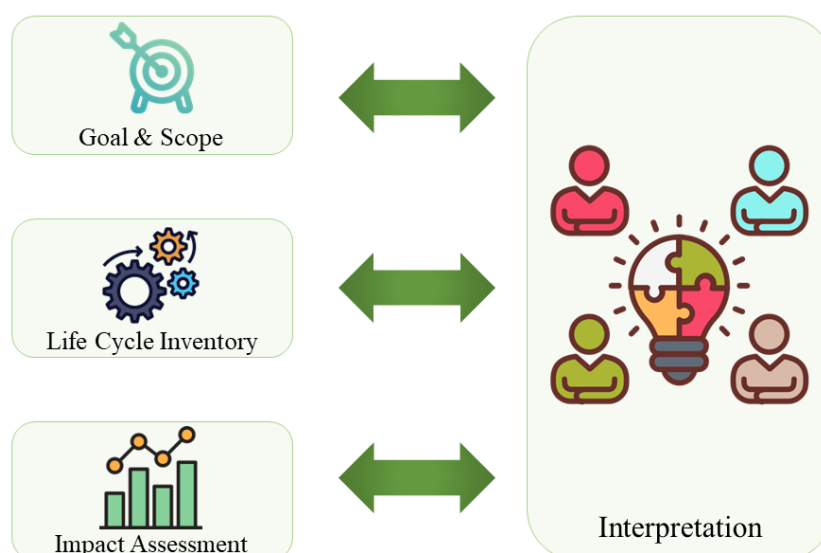 Goal & Scope
Life Cycle Inventory
Impact Assessment
Interpretation